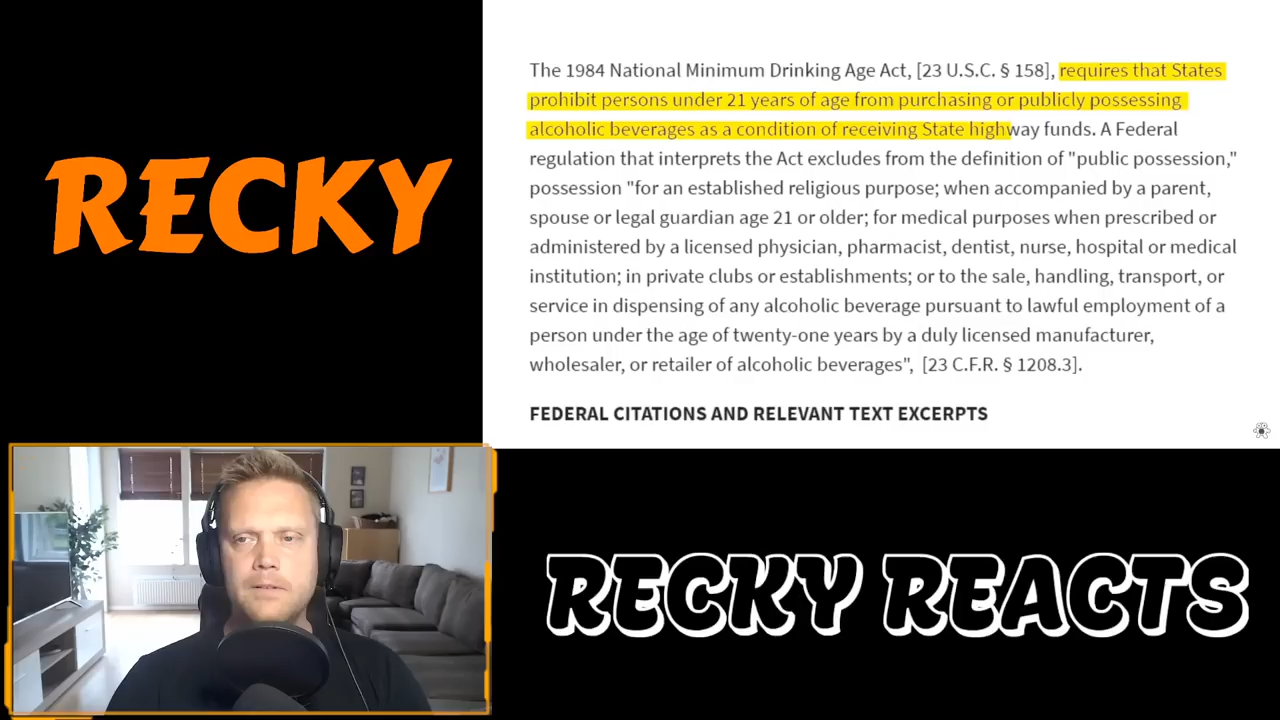 RECKY
The 1984 National Minimum Drinking Age Act, [23 U.S.C. § 158], requires that States
prohibit persons under 21 years of age from purchasing or publicly possessing
alcoholic beverages as a condition of receiving State highway funds. A Federal
regulation that interprets the Act excludes from the definition of "public possession,"
possession "for an established religious purpose; when accompanied by a parent,
spouse or legal guardian age 21 or older; for medical purposes when prescribed or
administered by a licensed physician, pharmacist, dentist, nurse, hospital or medical
institution; in private clubs or establishments; or to the sale, handling, transport, or
service in dispensing of any alcoholic beverage pursuant to lawful employment of a
person under the age of twenty-one years by a duly licensed manufacturer,
wholesaler, or retailer of alcoholic beverages", [23 C.F.R. § 1208.3].
FEDERAL CITATIONS AND RELEVANT TEXT EXCERPTS
RECKY REACTS